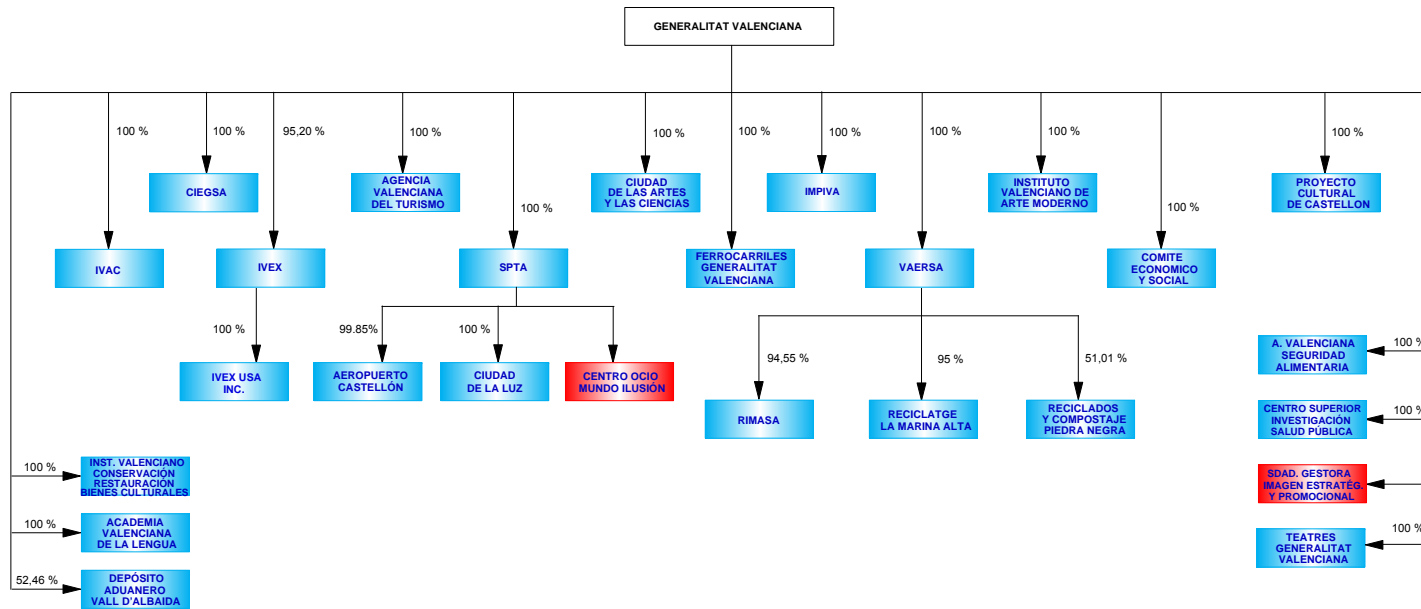 GENERALITAT VALENCIANA
100 %
100 %
95,20 %
100 %
100 %
100 %
100 %
100 %
100 %
100 %
100 %
100 %
CIEGSA
AGENCIA
VALENCIANA
DEL TURISMO
CIUDAD
DE LAS ARTES
Y LAS CIENCIAS
IMPIVA
INSTITUTO
VALENCIANO DE
ARTE MODERNO
PROYECTO
CULTURAL
DE CASTELLON
IVAC
IVEX
SPTA
FERROCARRILES
GENERALITAT
VALENCIANA
VAERSA
COMITE
ECONOMICO
Y SOCIAL
100 %
99.85%
100 %
94,55 %
95 %
51,01 %
IVEX USA
INC.
AEROPUERTO
CASTELLÓN
CIUDAD
DE LA LUZ
CENTRO OCIO
MUNDO ILUSIÓN
RIMASA
RECICLATGE
LA MARINA ALTA
RECICLADOS
Y COMPOSTAJE
PIEDRA NEGRA
A. VALENCIANA
SEGURIDAD
ALIMENTARIA
100 %
CENTRO SUPERIOR
INVESTIGACIÓN
SALUD PÚBLICA
100 %
SDAD. GESTORA
IMAGEN ESTRATÉG.
Y PROMOCIONAL
TEATRES
GENERALITAT
VALENCIANA
100 %
100 %
INST. VALENCIANO
CONSERVACIÓN
RESTAURACIÓN
BIENES CULTURALES
100 %
ACADEMIA
VALENCIANA
DE LA LENGUA
52,46 %
DEPÓSITO
ADUANERO
VALL D'ALBAIDA